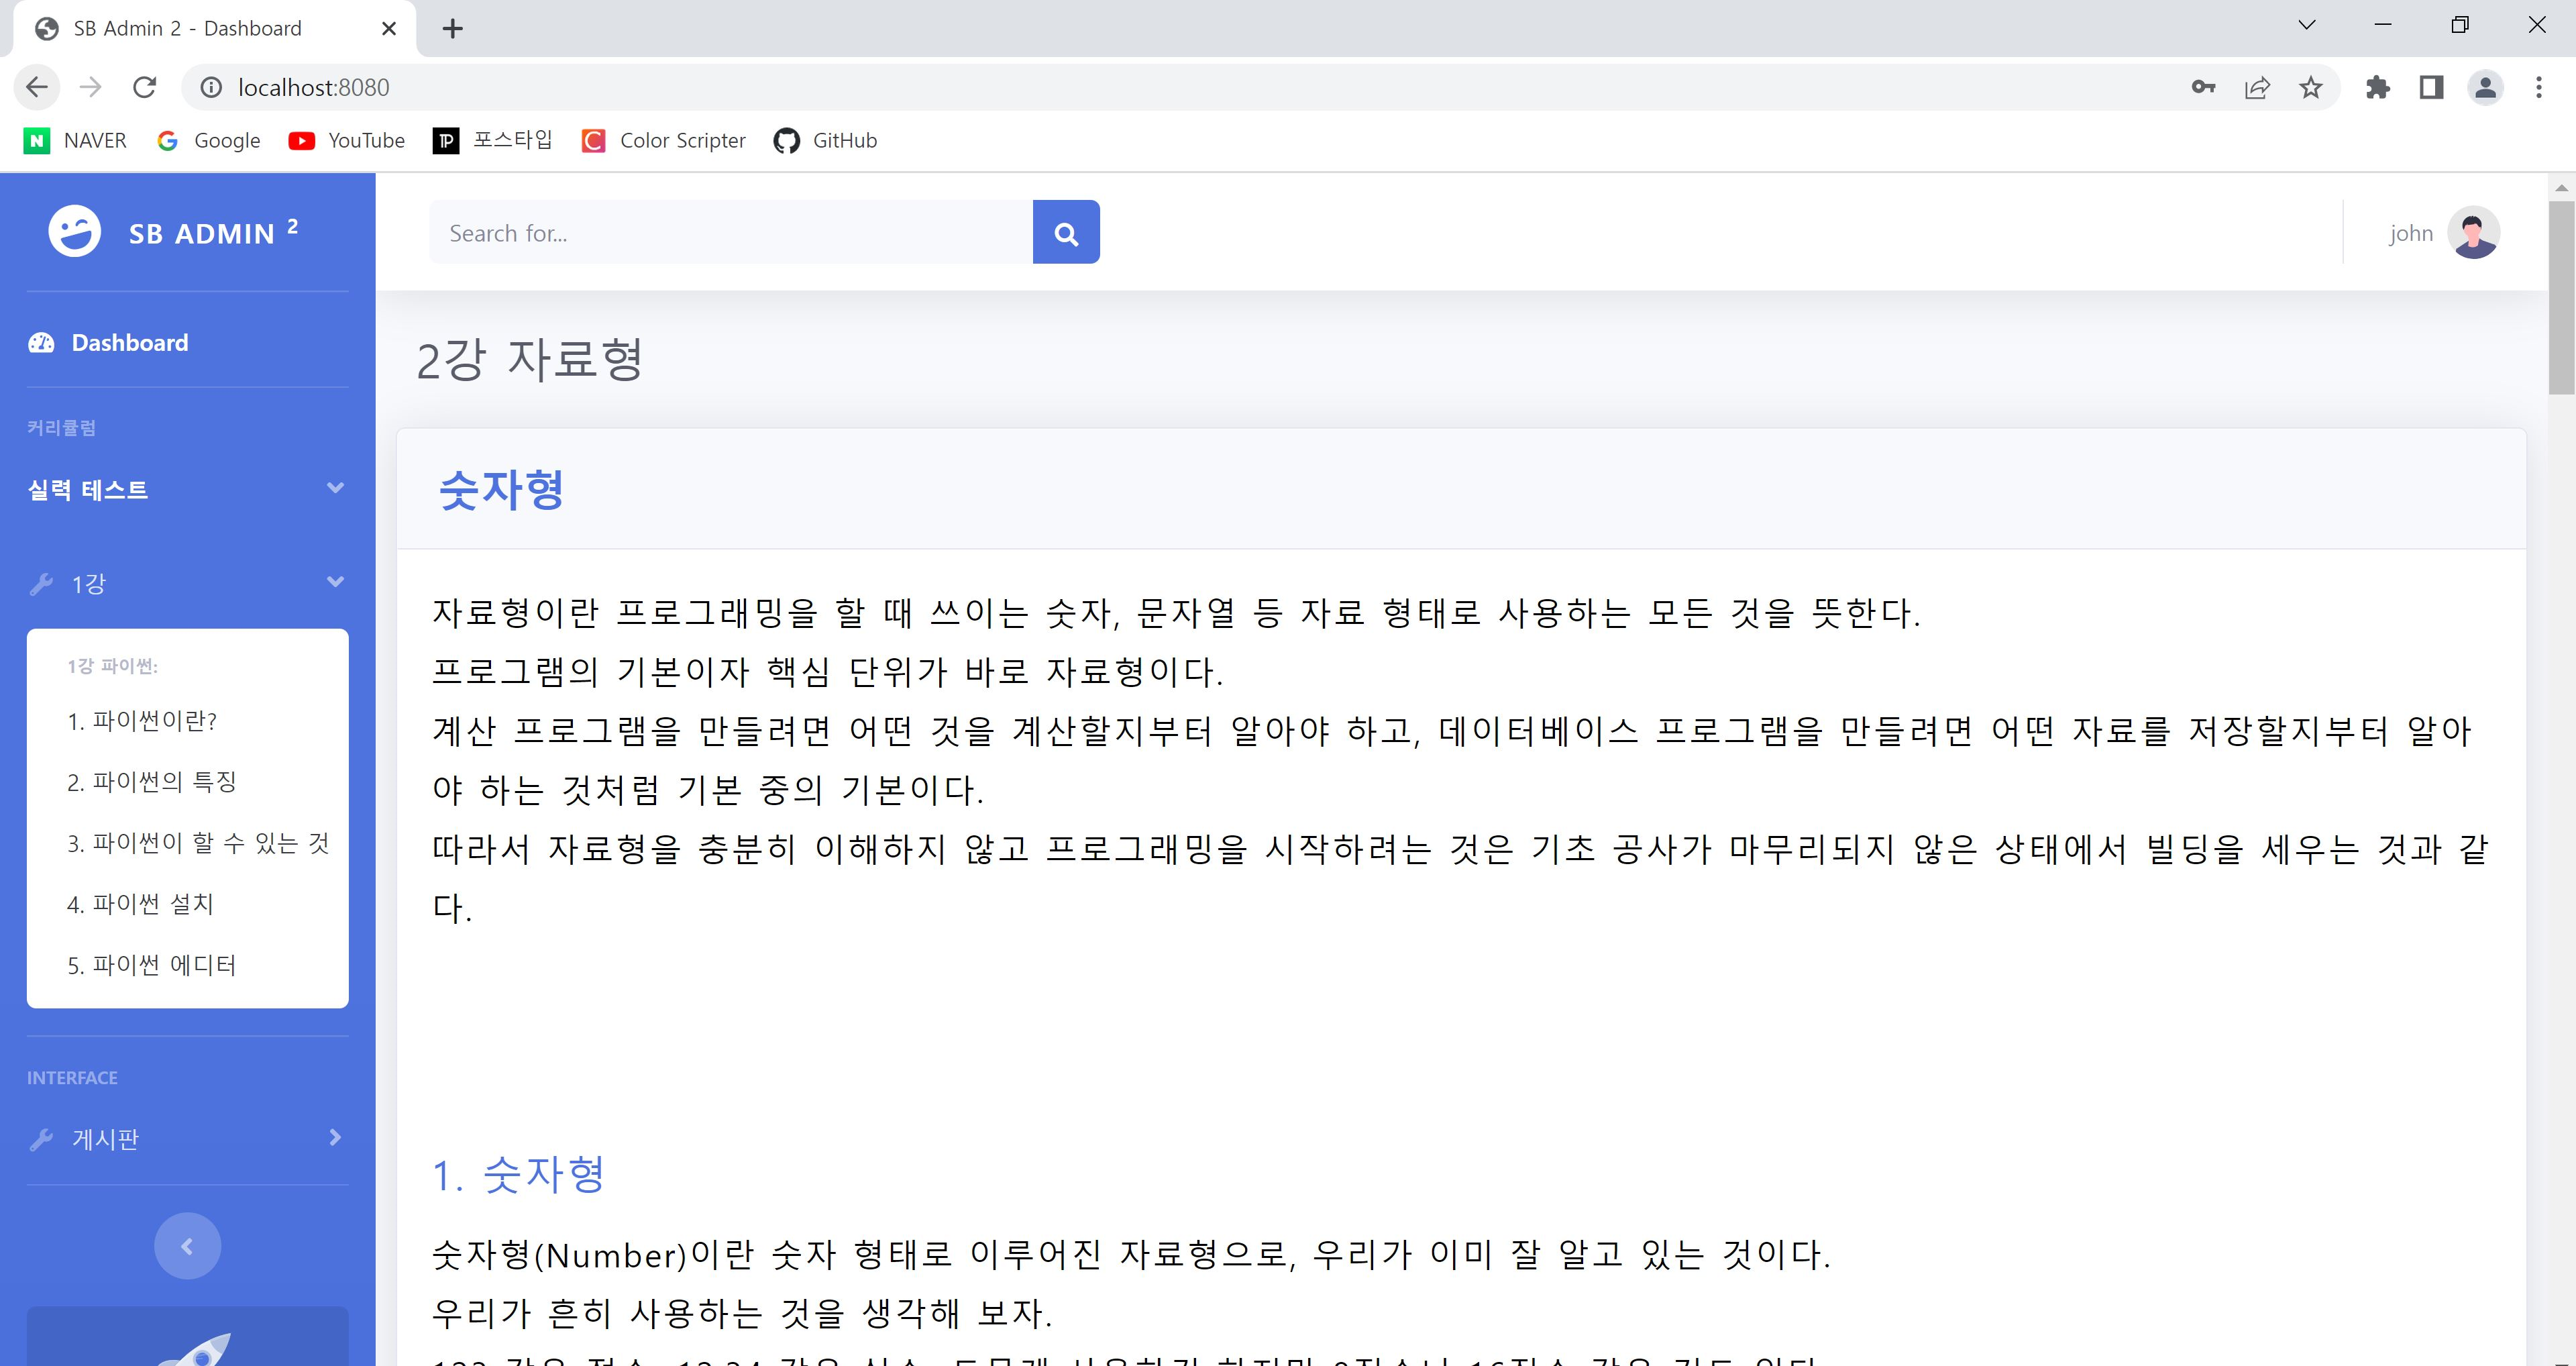 SB Admin 2 - Dashboard
localhost:8080
NAVER
Google
YouTube
포스타입
Color Scripter
GitHub
SB ADMIN 2
Search for...
john
Dashboard
커리큘럼
실력 테스트
1강
1강 파이썬:
1. 파이썬이란?
2. 파이썬의 특징
3. 파이썬이 할 수 있는 것
4. 파이썬 설치
5. 파이썬 에디터
INTERFACE
게시판
2강 자료형
숫자형
자료형이란 프로그래밍을 할 때 쓰이는 숫자, 문자열 등 자료 형태로 사용하는 모든 것을 뜻한다.
프로그램의 기본이자 핵심 단위가 바로 자료형이다.
계산 프로그램을 만들려면 어떤 것을 계산할지부터 알아야 하고, 데이터베이스 프로그램을 만들려면 어떤 자료를 저장할지부터 알아
야 하는 것처럼 기본 중의 기본이다.
따라서 자료형을 충분히 이해하지 않고 프로그래밍을 시작하려는 것은 기초 공사가 마무리되지 않은 상태에서 빌딩을 세우는 것과 같
다.
1. 숫자형
숫자형(Number)이란 숫자 형태로 이루어진 자료형으로, 우리가 이미 잘 알고 있는 것이다.
우리가 흔히 사용하는 것을 생각해 보자.